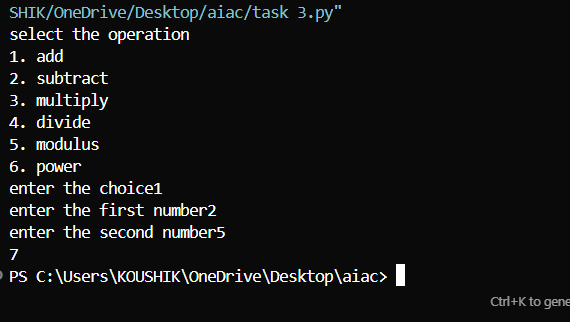 SHIK/OneDrive/Desktop/aiac/task 3.py"
select the operation
1. add
2. subtract
3. multiply
4. divide
5. modulus
6. power
enter the choice1
enter the first number2
enter the second number5
7
PS C:\Users\KOUSHIK\OneDrive\Desktop\aiac>
Ctrl+K to gene